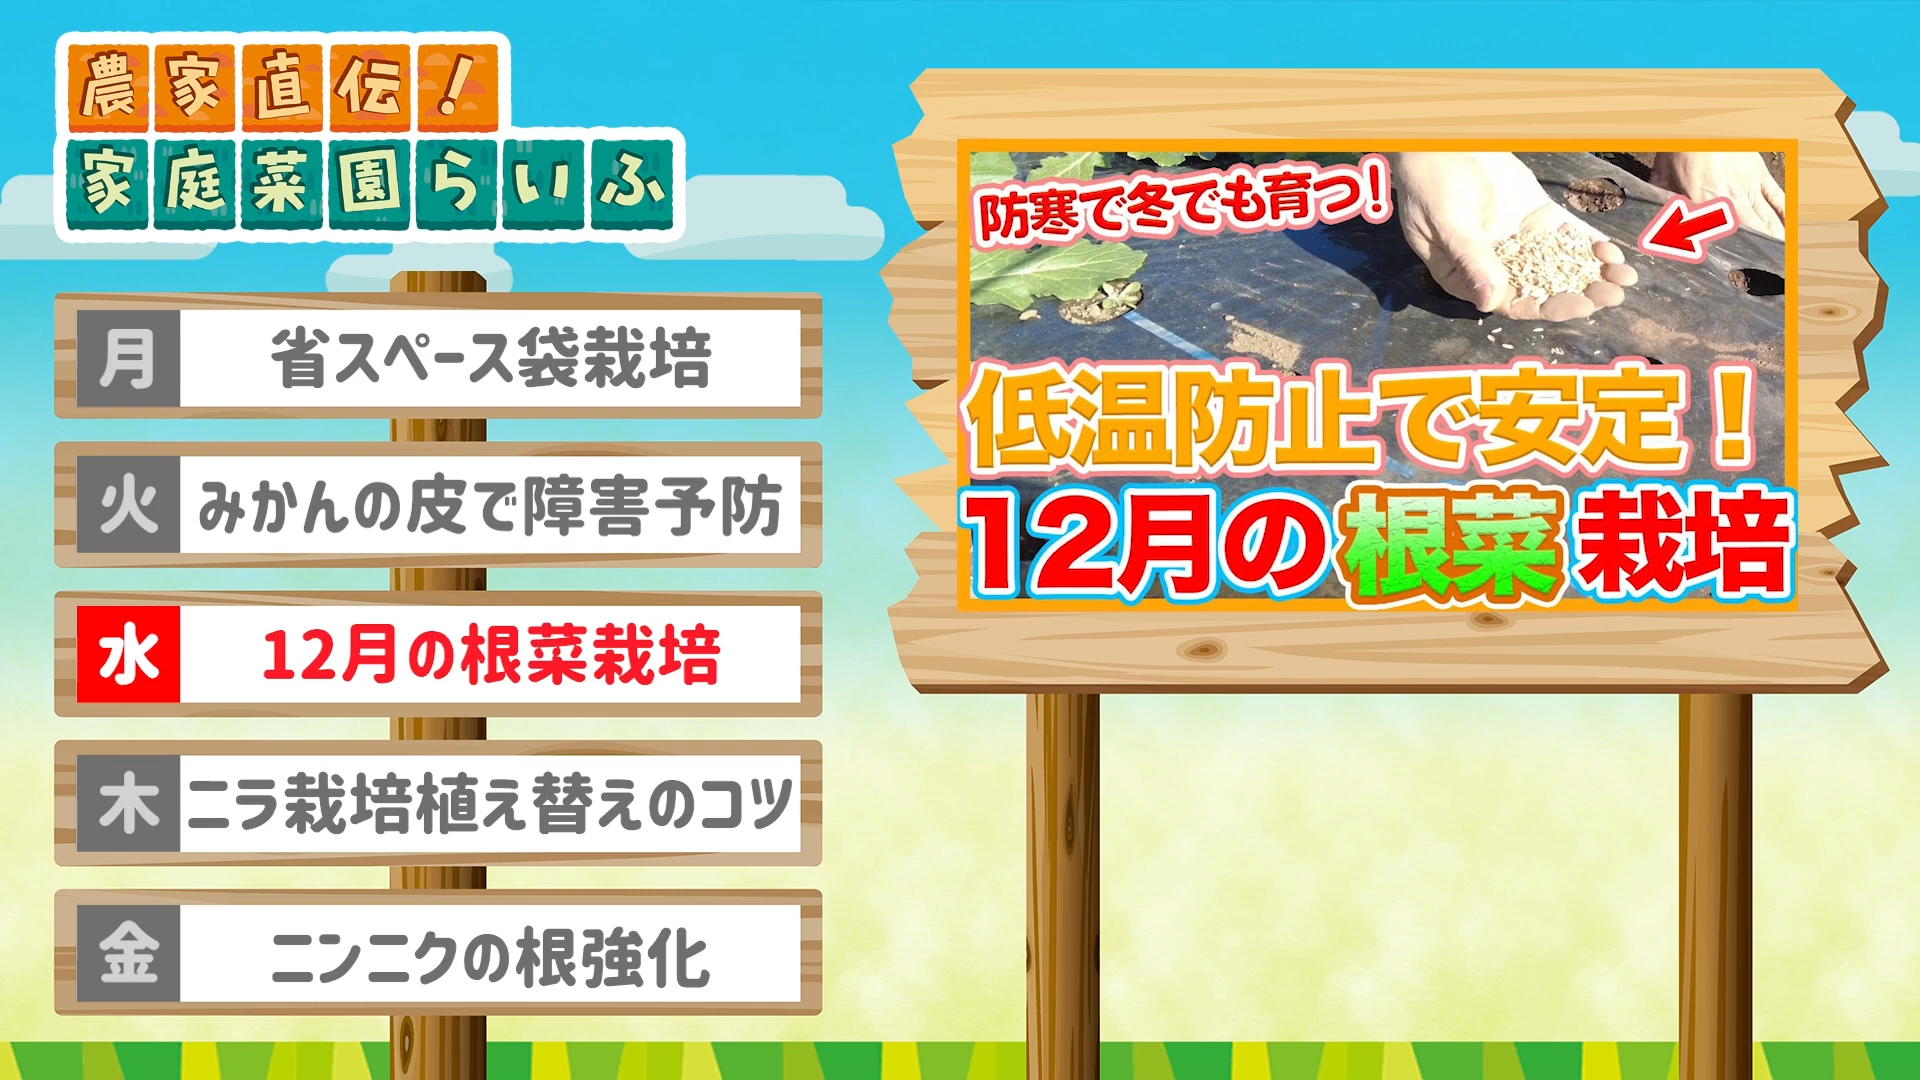 農家直伝!
家庭菜園らいふ
月 省スペース袋栽培
火 みかんの皮で障害予防
水 12月の根菜栽培
木 ニラ栽培植え替えのコツ
金 ニンニクの根強化
防寒で冬でも育つ!
低温防止で安定!
12月の根菜栽培